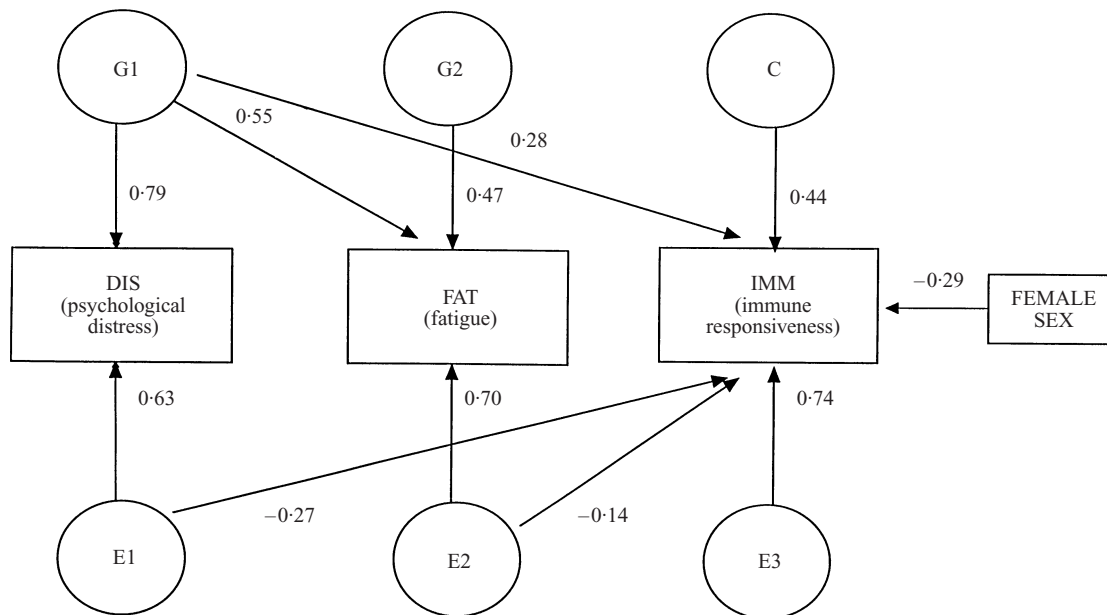 G1
G2
C
0·55
0·28
0·79
0·47
0·44
DIS
(psychological
distress)
FAT
(fatigue)
IMM
(immune
responsiveness)
−0·29
FEMALE
SEX
0·63
0·70
0·74
−0·27
−0·14
E1
E2
E3